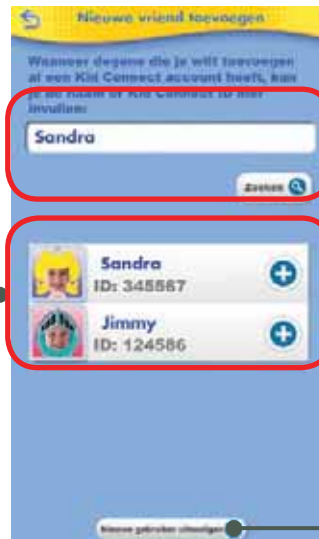 Nieuwe vriend toevoegen
Wanneer degene die je wilt toevoegen
al een Kid Connect account heeft, kan
je de naam of Kid Connect ID hier
invullen:
Sandra
Zoeken
Sandra
ID: 345567
Jimmy
ID: 124586
Nieuwe gebruiker uitnodigen